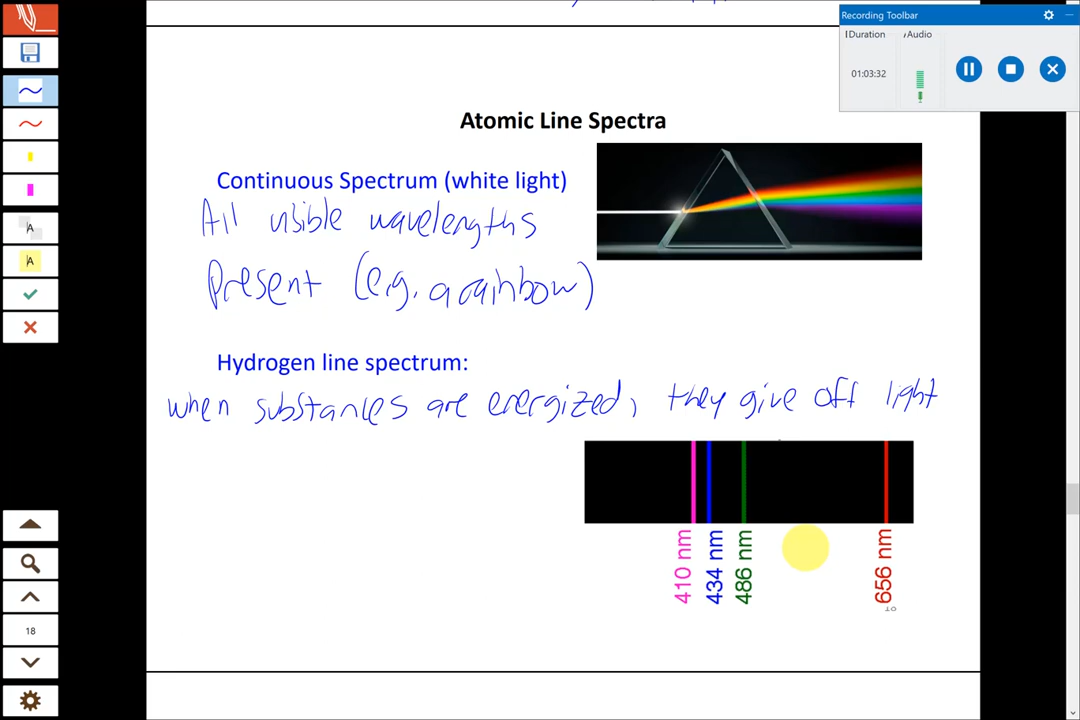 Recording Toolbar
Duration
Audio
01:03:32
Atomic Line Spectra
Continuous Spectrum (white light)
All visible wavelengths
Present (e.g. a rainbow)
Hydrogen line spectrum:
when substances are energized, they give off light
410 nm
434 nm
486 nm
656 nm
A
A
18